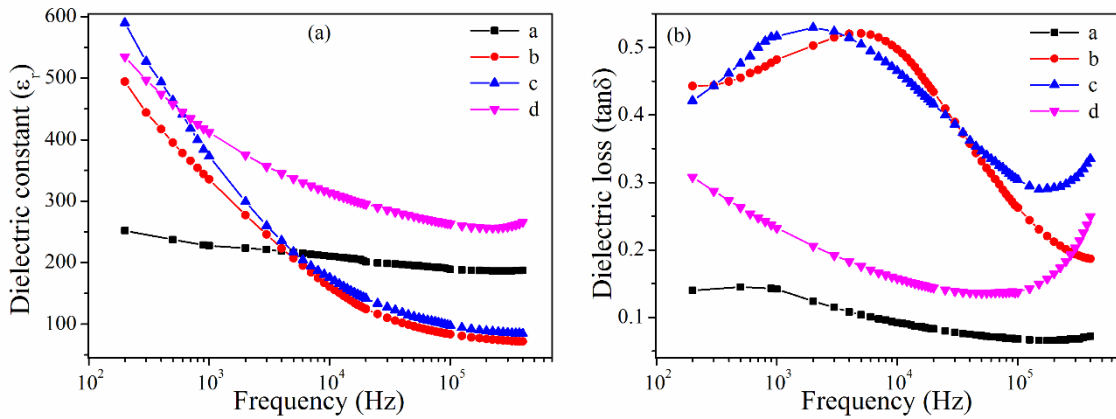 (a)
a
b
c
d
600
500
400
300
200
100
Dielectric constant (ε_r)
10^2
10^3
10^4
10^5
Frequency (Hz)
(b)
a
b
c
d
0.5
0.4
0.3
0.2
0.1
Dielectric loss (tanδ)
10^2
10^3
10^4
10^5
Frequency (Hz)